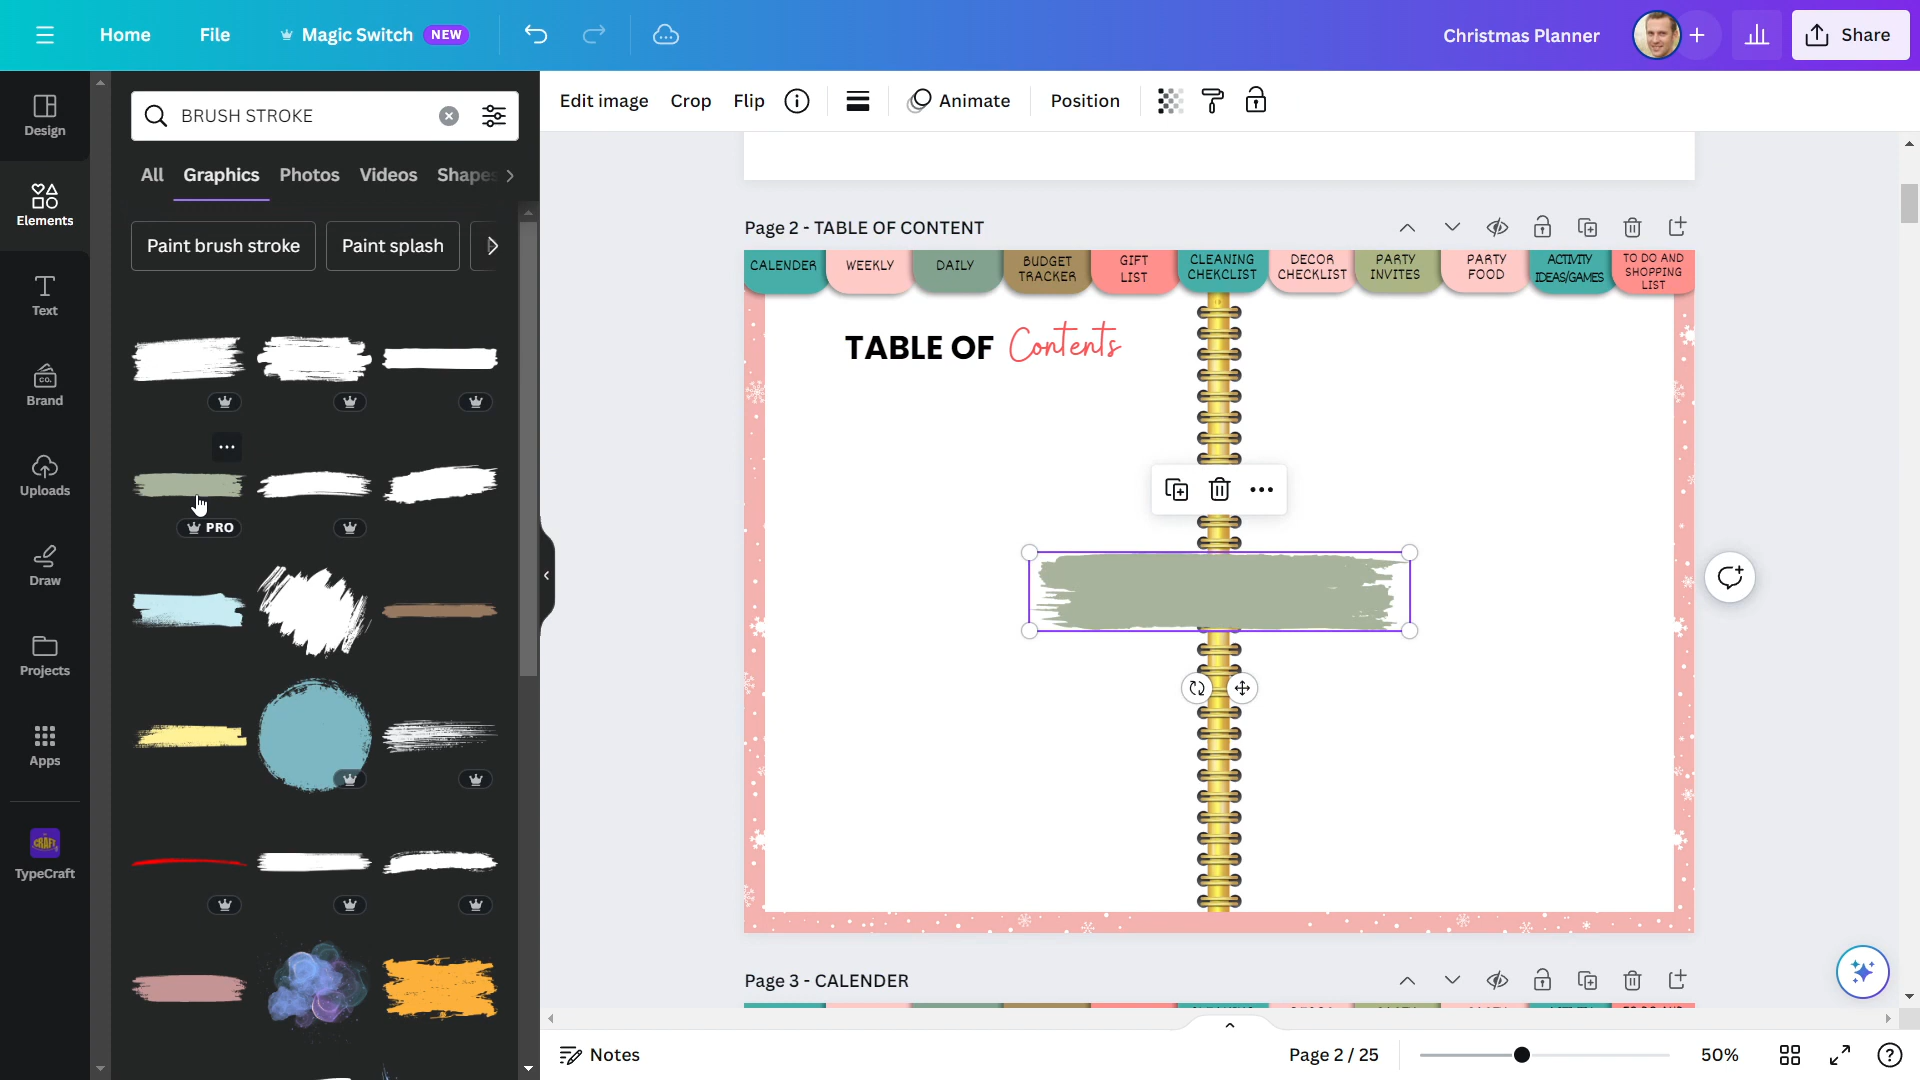 Home
File
Magic Switch NEW
Christmas Planner
Share
Design
Elements
Text
CO.
Brand
Uploads
Draw
Projects
Apps
CRAFT
TypeCraft
BRUSH STROKE
All
Graphics
Photos
Videos
Shapes
Paint brush stroke
Paint splash
PRO
Edit image
Crop
Flip
Animate
Position
Page 2 - TABLE OF CONTENT
CALENDER
WEEKLY
DAILY
BUDGET
TRACKER
GIFT
LIST
CLEANING
CHEKCLIST
DECOR
CHECKLIST
PARTY
INVITES
PARTY
FOOD
ACTIVITY
IDEAS/GAMES
TO DO AND
SHOPPING
LIST
TABLE OF Contents
Page 3 - CALENDER
Notes
Page 2 / 25
50%